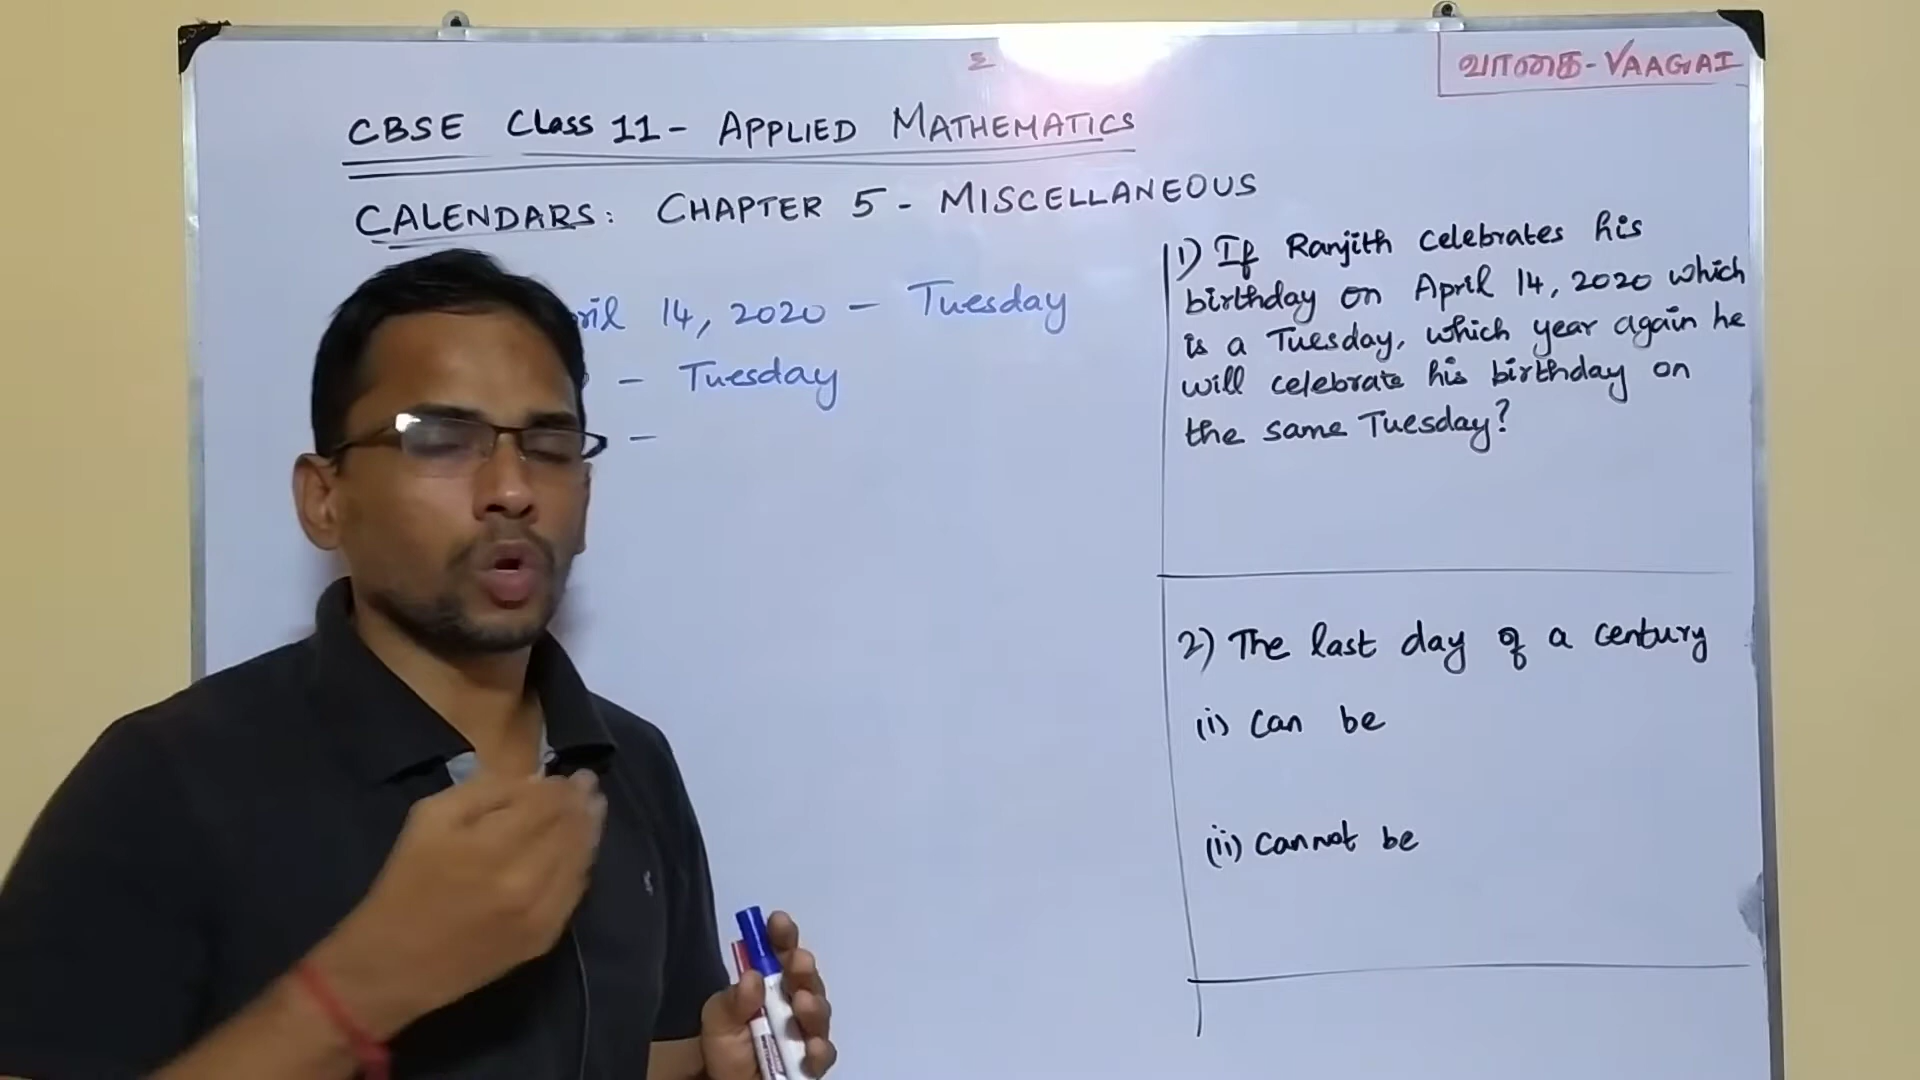 Σ
வாகை - VAAGAI
CBSE Class 11 - APPLIED MATHEMATICS
CALENDARS: CHAPTER 5 - MISCELLANEOUS
14, 2020 - Tuesday
- Tuesday
-
1) If Ranjith celebrates his
birthday on April 14, 2020 which
is a Tuesday, which year again he
will celebrate his birthday on
the same Tuesday?
2) The last day of a century
(i) can be
(ii) cannot be